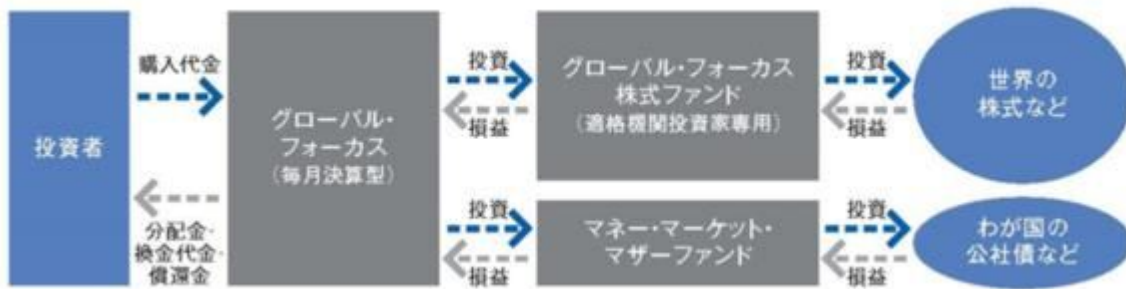 投資者
購入代金
分配金・
換金代金・
償還金
グローバル・
フォーカス
(毎月決算型)
投資
損益
グローバル・フォーカス
株式ファンド
(適格機関投資家専用)
投資
損益
世界の
株式など
投資
損益
マネー・マーケット・
マザーファンド
投資
損益
わが国の
公社債など